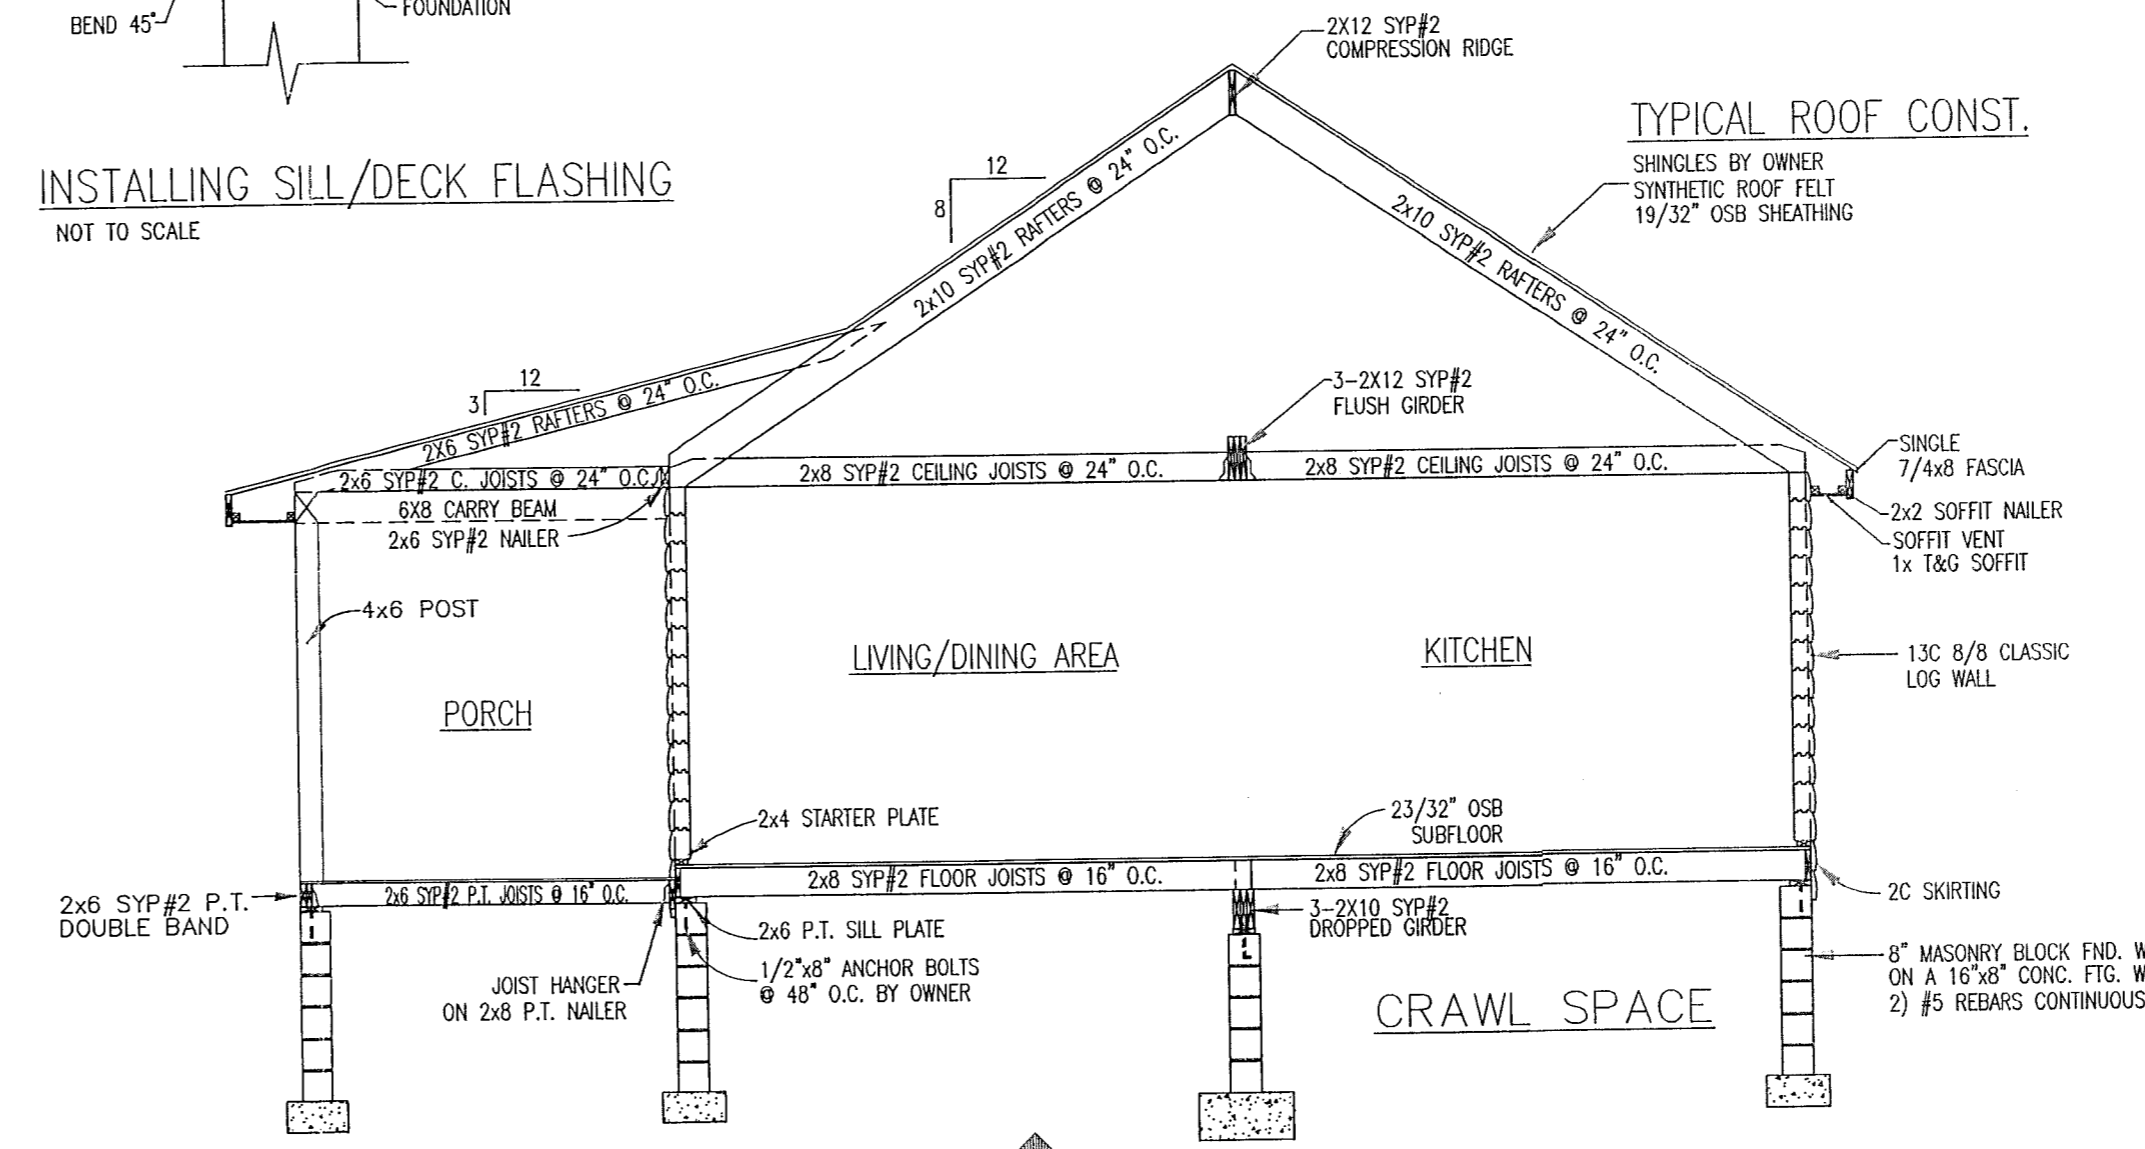 BEND 45°
FOUNDATION
INSTALLING SILL/DECK FLASHING
NOT TO SCALE
2X12 SYP#2
COMPRESSION RIDGE
TYPICAL ROOF CONST.
SHINGLES BY OWNER
SYNTHETIC ROOF FELT
19/32" OSB SHEATHING
12
8
2x10 SYP#2 RAFTERS @ 24" O.C.
2x10 SYP#2 RAFTERS @ 24" O.C.
12
3
2X6 SYP#2 RAFTERS @ 24" O.C.
3-2X12 SYP#2
FLUSH GIRDER
SINGLE
7/4x8 FASCIA
2x6 SYP#2 C. JOISTS @ 24" O.C.
2x8 SYP#2 CEILING JOISTS @ 24" O.C.
2x8 SYP#2 CEILING JOISTS @ 24" O.C.
6X8 CARRY BEAM
2x6 SYP#2 NAILER
2x2 SOFFIT NAILER
SOFFIT VENT
1x T&G SOFFIT
4x6 POST
LIVING/DINING AREA
KITCHEN
13C 8/8 CLASSIC
LOG WALL
PORCH
2x4 STARTER PLATE
23/32" OSB
SUBFLOOR
2x6 SYP#2 P.T.
DOUBLE BAND
2x6 SYP#2 P.T. JOISTS @ 16" O.C.
2x8 SYP#2 FLOOR JOISTS @ 16" O.C.
2x8 SYP#2 FLOOR JOISTS @ 16" O.C.
2C SKIRTING
2x6 P.T. SILL PLATE
3-2X10 SYP#2
DROPPED GIRDER
JOIST HANGER
ON 2x8 P.T. NAILER
1/2"x8" ANCHOR BOLTS
@ 48" O.C. BY OWNER
CRAWL SPACE
8" MASONRY BLOCK FND. W
ON A 16"x8" CONC. FTG. W
2) #5 REBARS CONTINUOUS